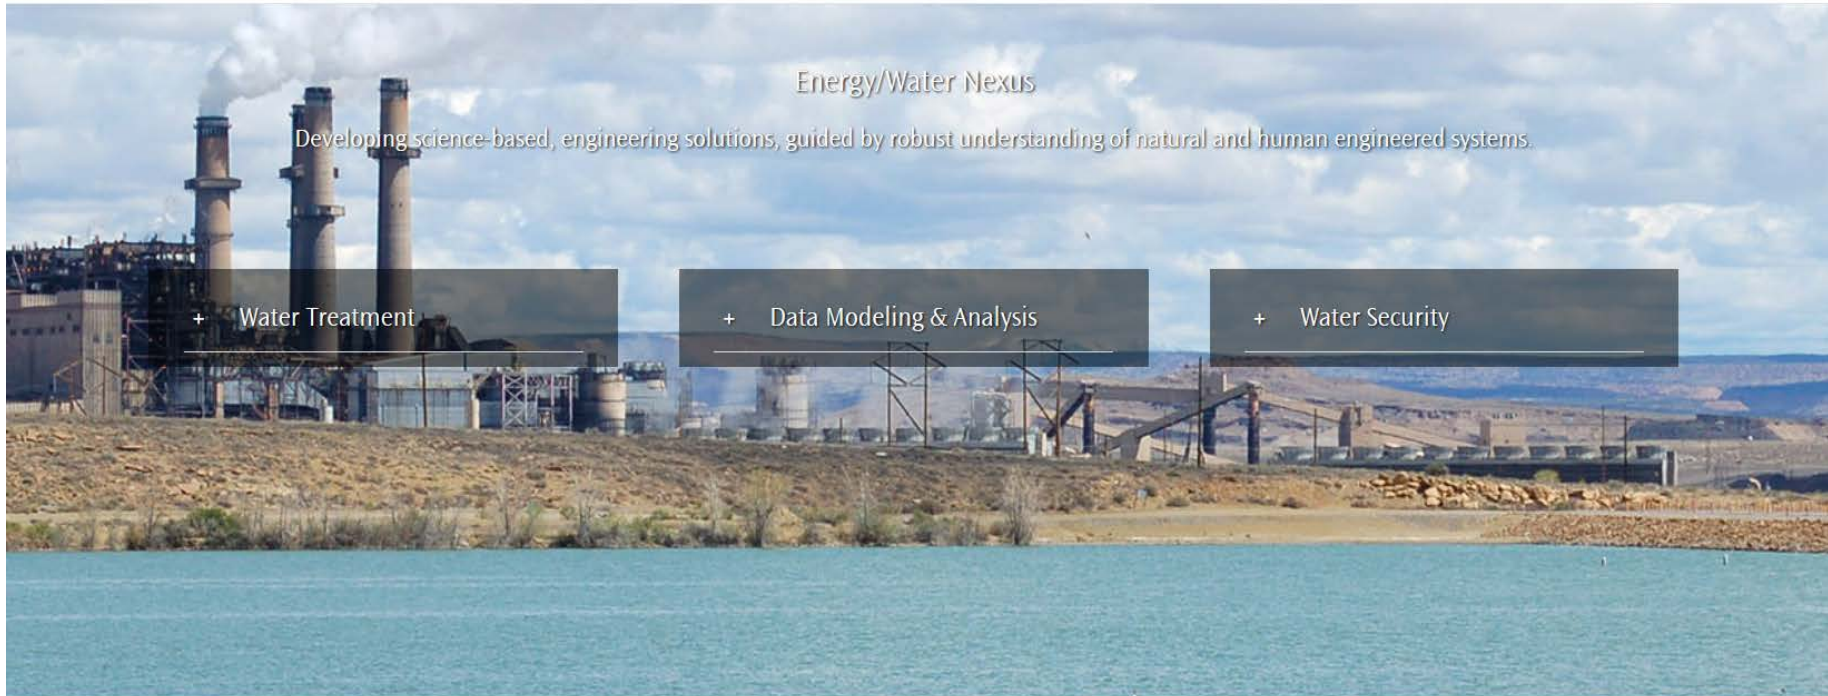 Energy/Water Nexus
Developing science-based, engineering solutions, guided by robust understanding of natural and human engineered systems.
+ Water Treatment
+ Data Modeling & Analysis
+ Water Security